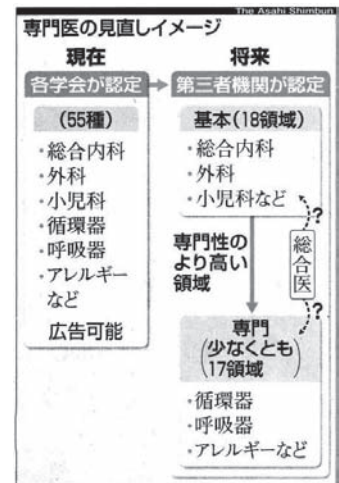 The Asahi Shimbun
専門医の見直しイメージ
現在
各学会が認定
(55種)
・総合内科
・外科
・小児科
・循環器
・呼吸器
・アレルギー
など
広告可能
将来
第三者機関が認定
基本(18領域)
・総合内科
・外科
・小児科など
専門性の
より高い
領域
?
総合医
?
専門
(少なくとも
17領域)
・循環器
・呼吸器
・アレルギーなど